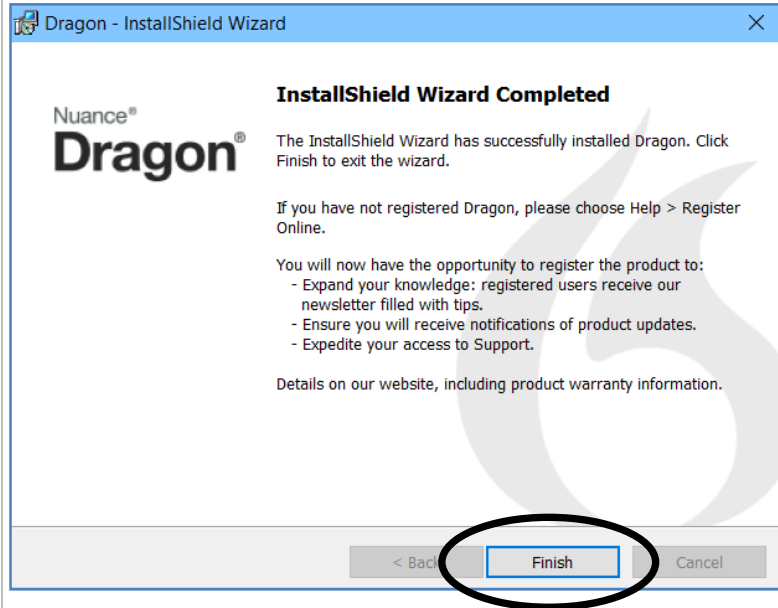 Dragon - InstallShield Wizard
Nuance®
Dragon®
InstallShield Wizard Completed
The InstallShield Wizard has successfully installed Dragon. Click
Finish to exit the wizard.
If you have not registered Dragon, please choose Help > Register
Online.
You will now have the opportunity to register the product to:
- Expand your knowledge: registered users receive our
newsletter filled with tips.
- Ensure you will receive notifications of product updates.
- Expedite your access to Support.
Details on our website, including product warranty information.
< Back
Finish
Cancel